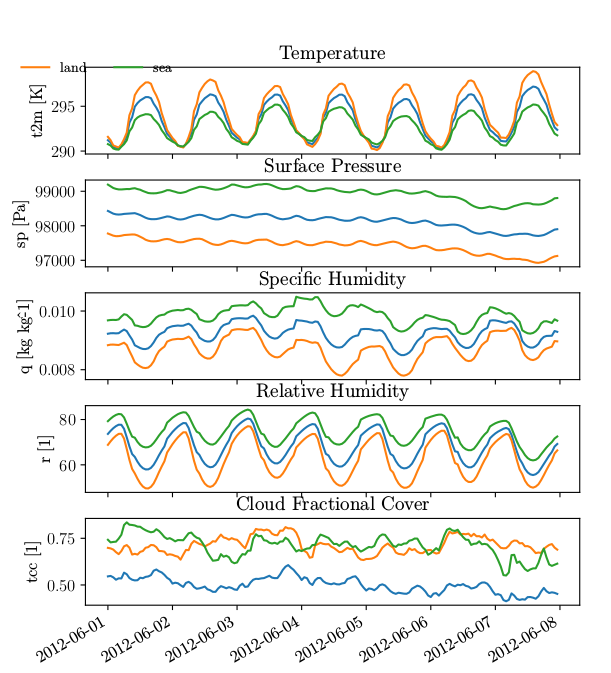 Temperature
land sea
t2m [K]
295
290
Surface Pressure
sp [Pa]
99000
98000
97000
Specific Humidity
q [kg kg-1]
0.010
0.008
Relative Humidity
r [1]
80
60
Cloud Fractional Cover
tcc [1]
0.75
0.50
2012-06-01 2012-06-02 2012-06-03 2012-06-04 2012-06-05 2012-06-06 2012-06-07 2012-06-08